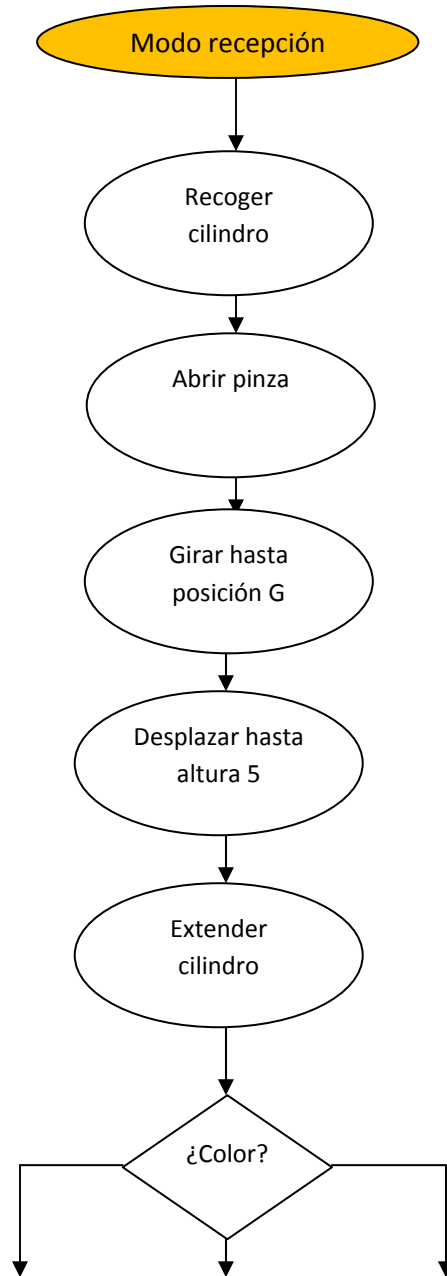 Modo recepción
Recoger
cilindro
Abrir pinza
Girar hasta
posición G
Desplazar hasta
altura 5
Extender
cilindro
¿Color?